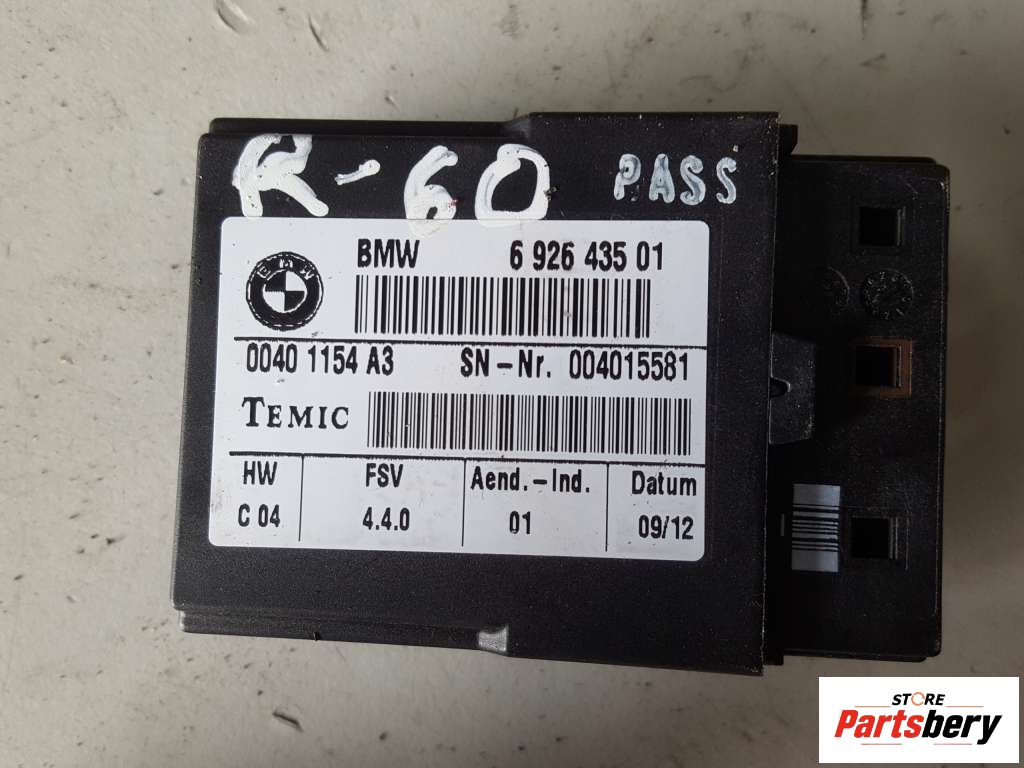 R-60 PASS
BMW 6 926 435 01
BMW
0040 1154 A3 SN-Nr. 004015581
TEMIC
HW FSV Aend.-Ind. Datum
C 04 4.4.0 01 09/12
STORE
Partsbery